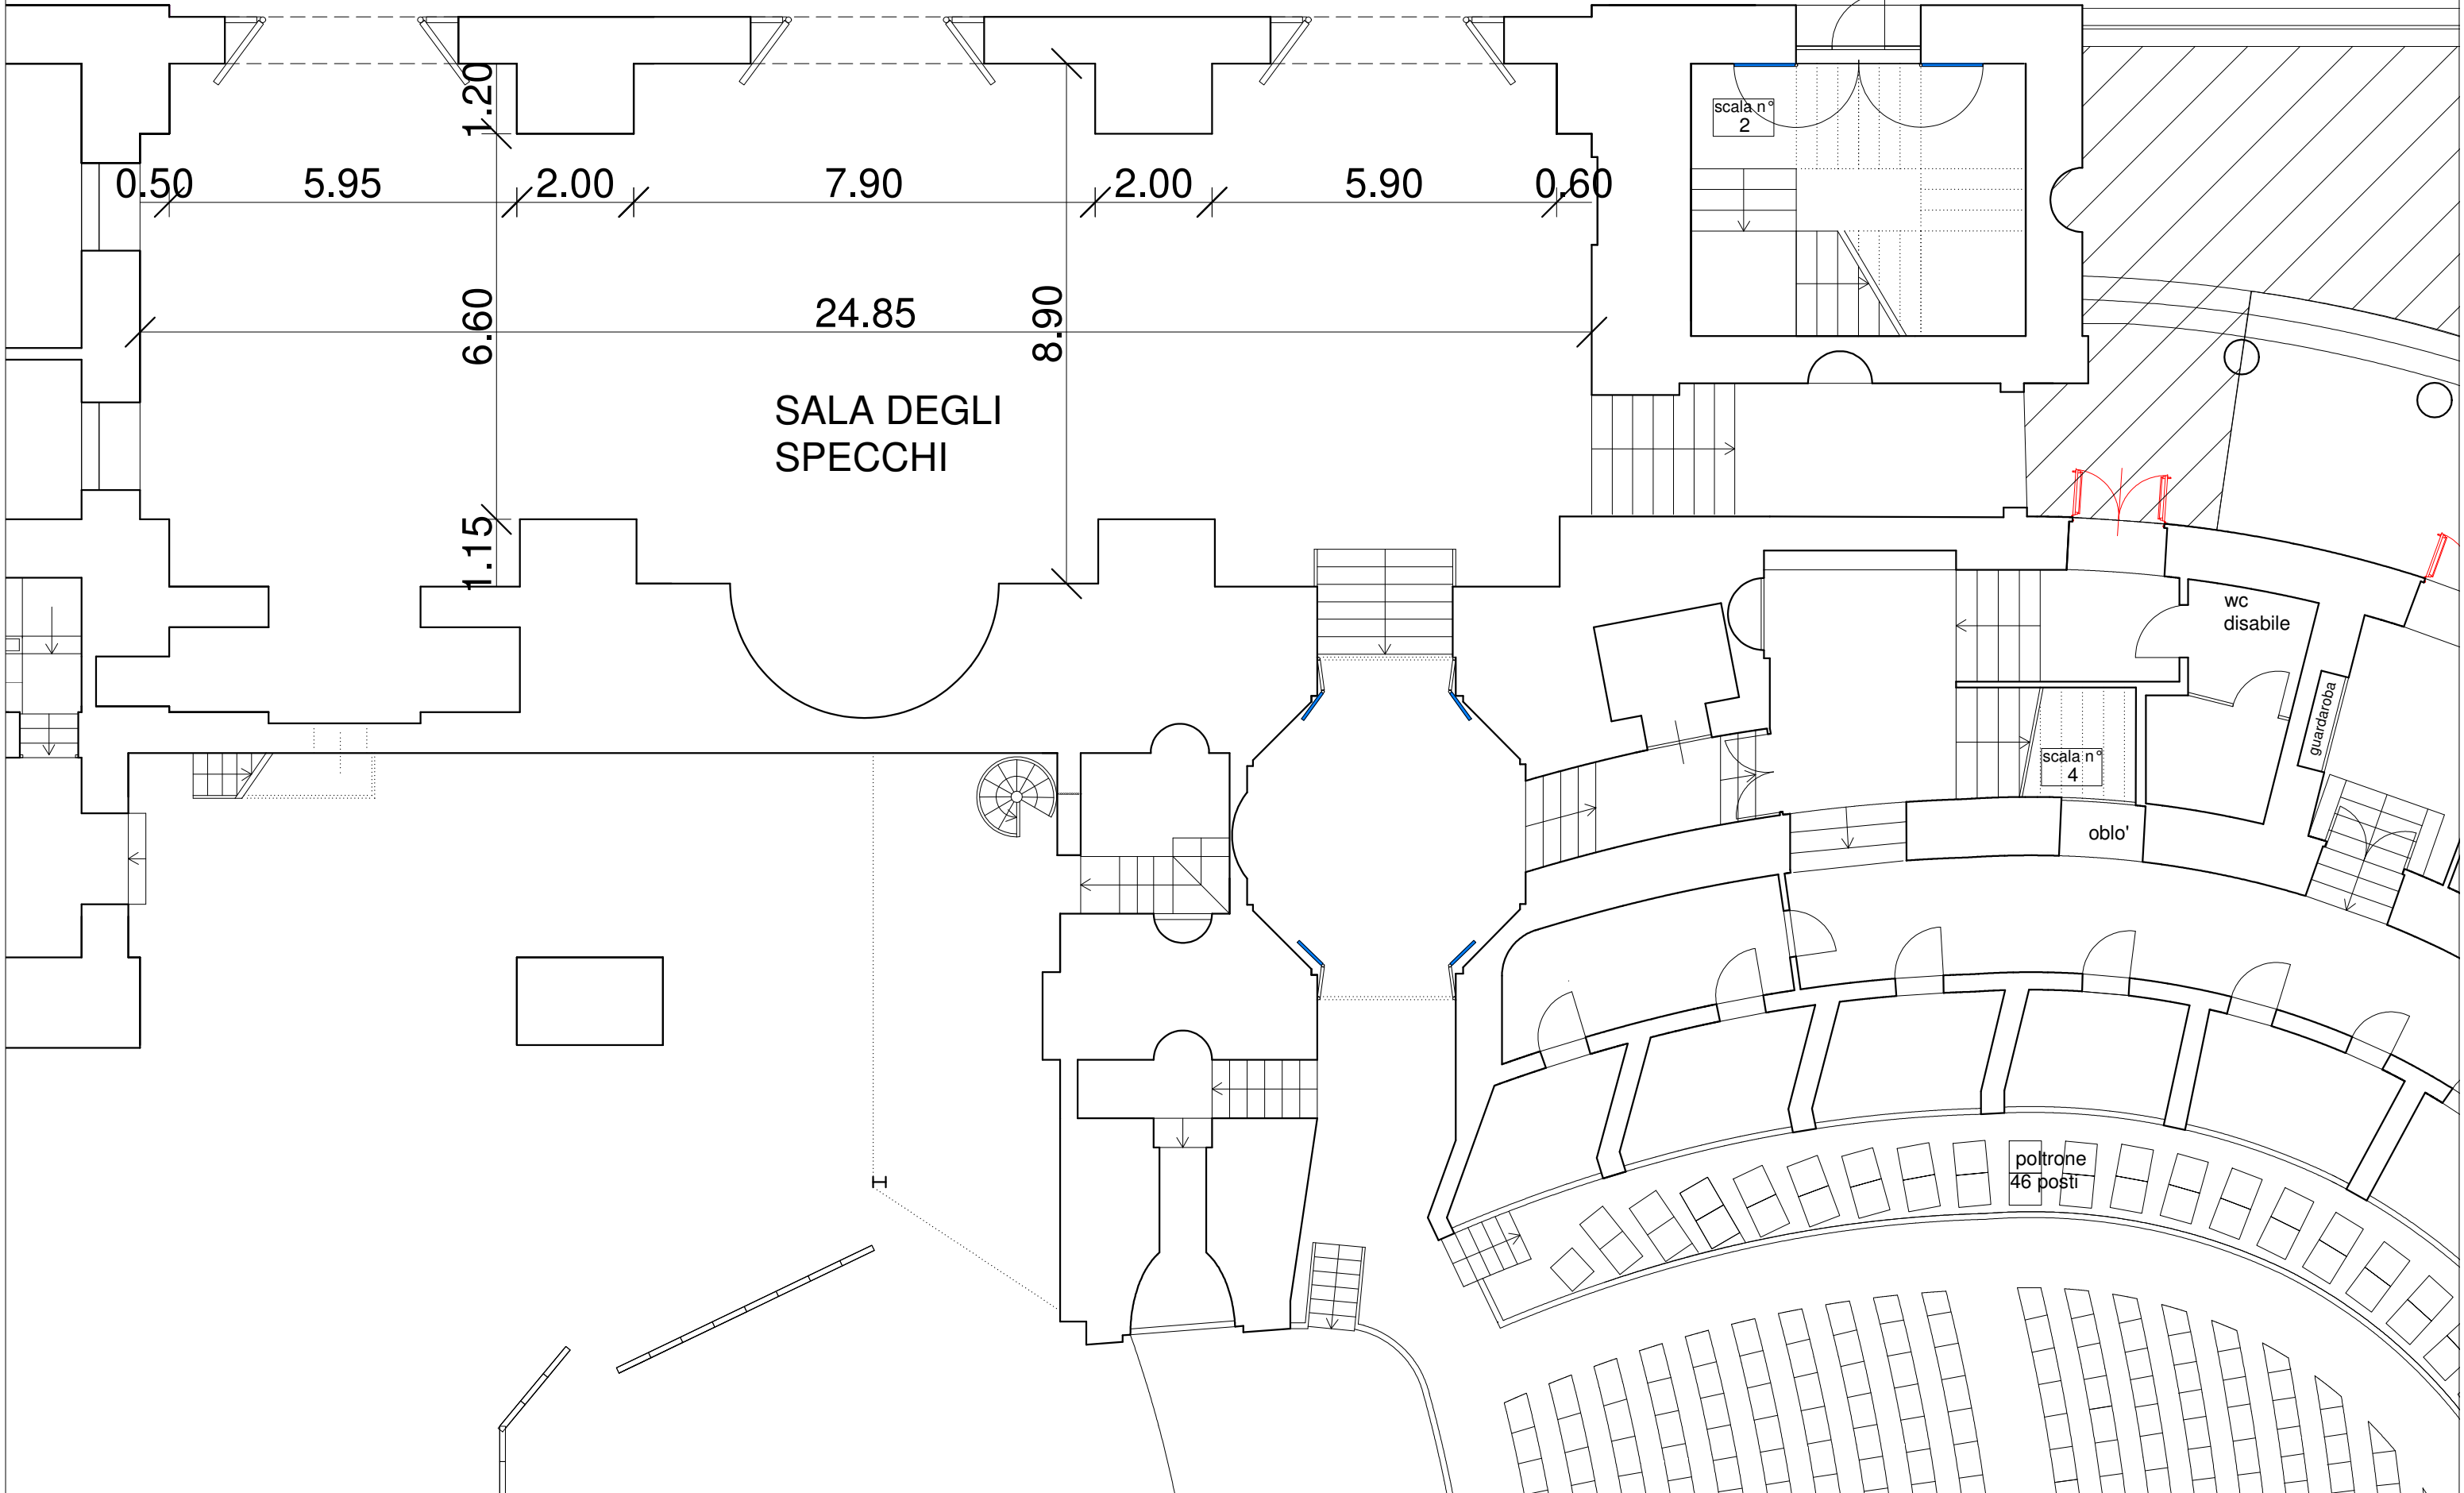 1.20
scala n°
2
0.50
5.95
2.00
7.90
2.00
5.90
0.60
6.60
24.85
8.90
SALA DEGLI
SPECCHI
1.15
wc
disabile
guardaroba
scala n°
4
oblo'
poltrone
46 posti